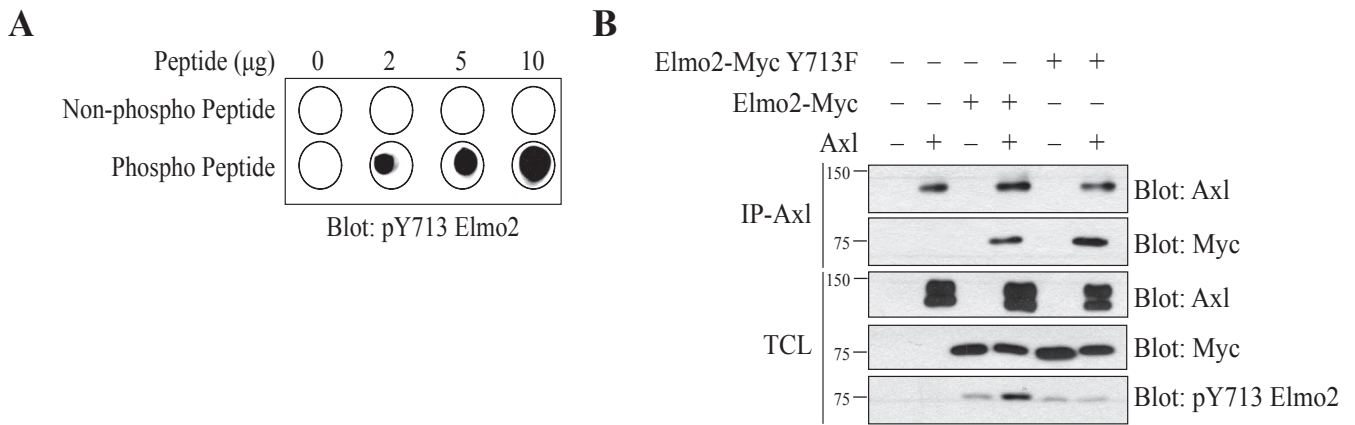 A
Peptide (μg) 0 2 5 10
Non-phospho Peptide
Phospho Peptide
Blot: pY713 Elmo2
B
Elmo2-Myc Y713F – – – – + +
Elmo2-Myc – – + + – –
Axl – + – + – +
IP-Axl
150 Blot: Axl
75 Blot: Myc
TCL
150 Blot: Axl
75 Blot: Myc
75 Blot: pY713 Elmo2